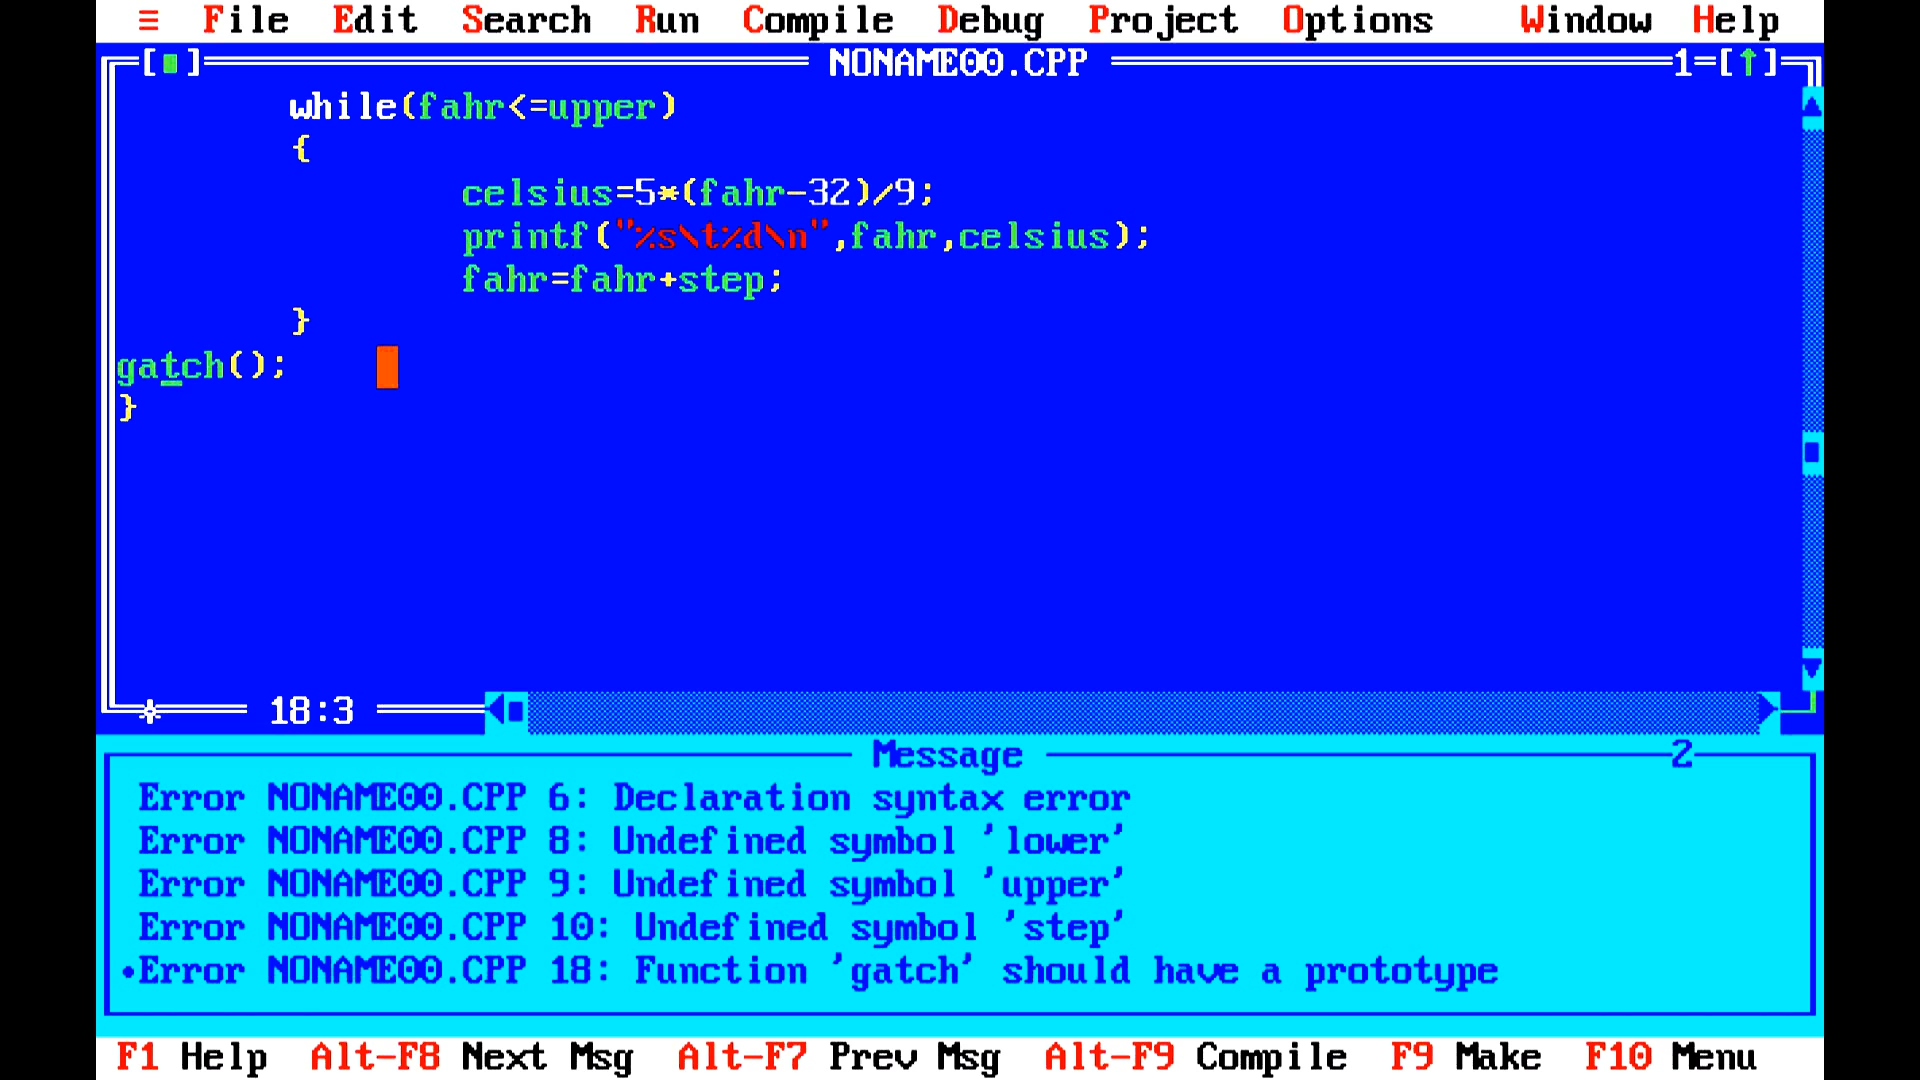 ≡ File Edit Search Run Compile Debug Project Options Window Help
[■] NONAME00.CPP 1=[↑]
while(fahr<=upper)
{
celsius=5*(fahr-32)/9;
printf("%s\t%d\n",fahr,celsius);
fahr=fahr+step;
}
gatch();
}
* 18:3
Message 2
Error NONAME00.CPP 6: Declaration syntax error
Error NONAME00.CPP 8: Undefined symbol 'lower'
Error NONAME00.CPP 9: Undefined symbol 'upper'
Error NONAME00.CPP 10: Undefined symbol 'step'
•Error NONAME00.CPP 18: Function 'gatch' should have a prototype
F1 Help Alt-F8 Next Msg Alt-F7 Prev Msg Alt-F9 Compile F9 Make F10 Menu